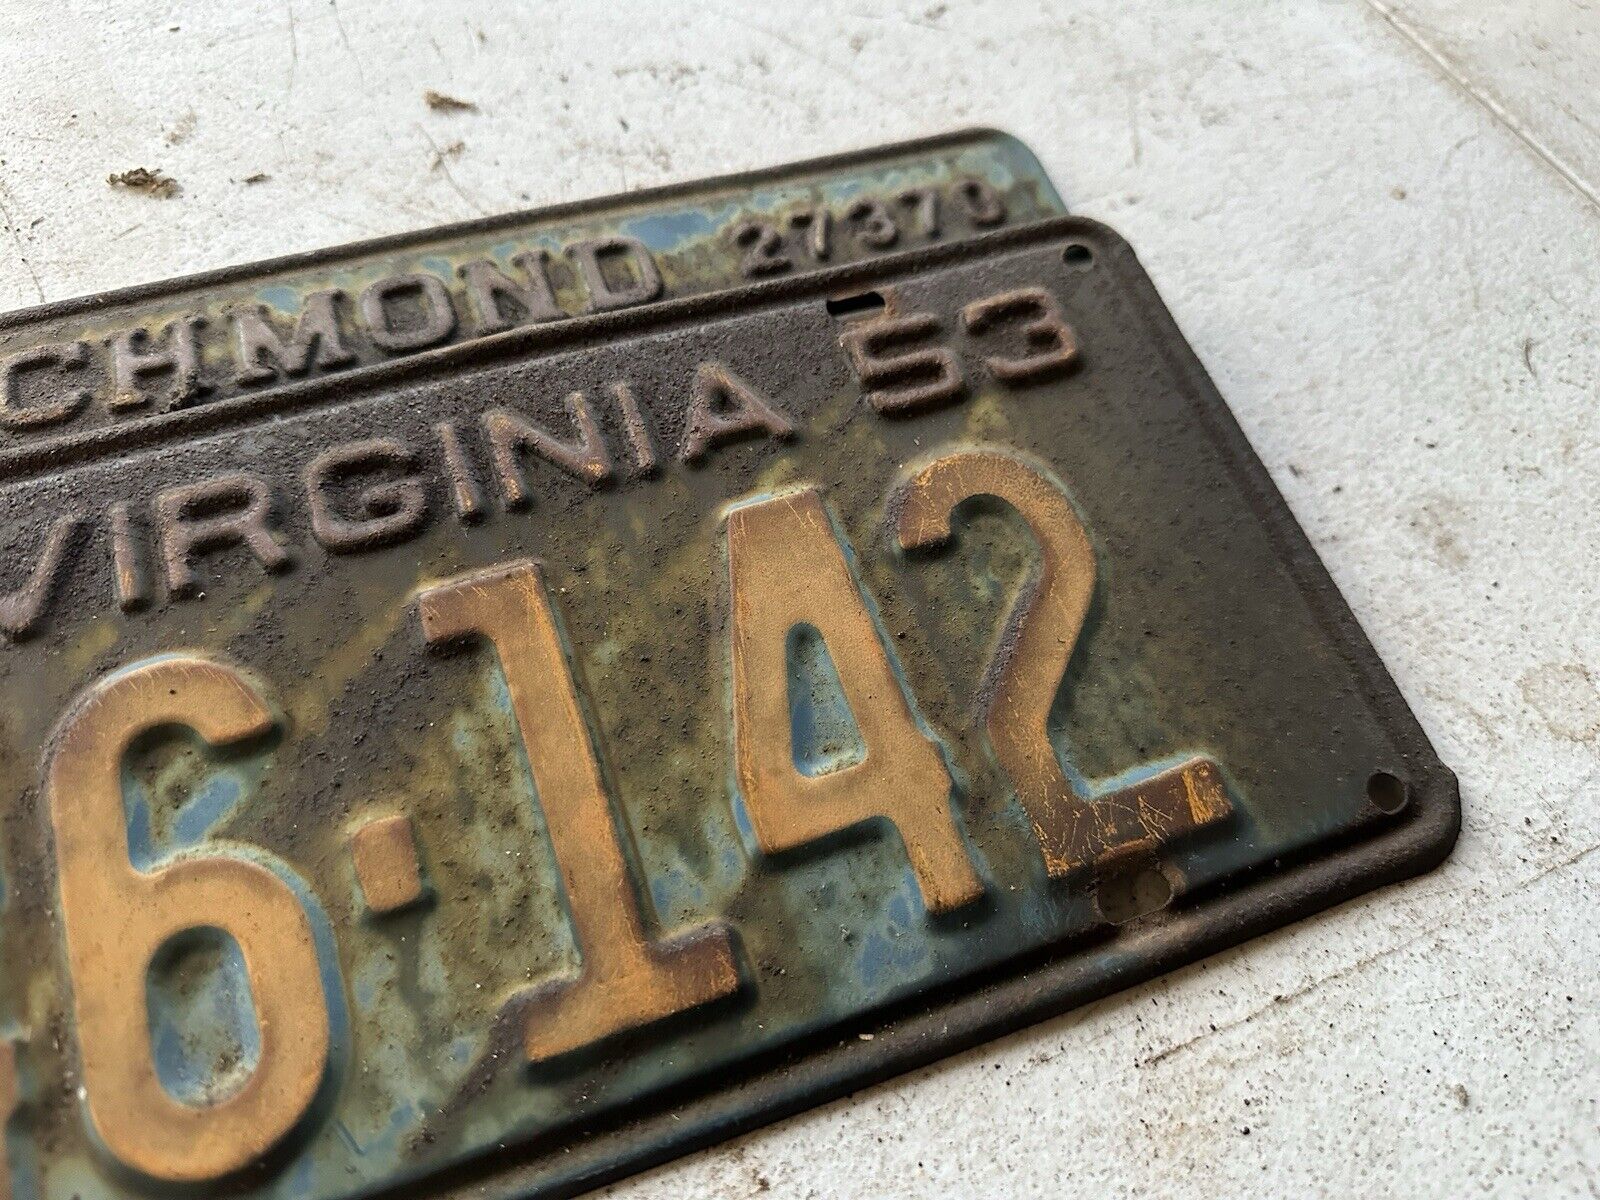 CHMOND 27379
VIRGINIA 53
6·142